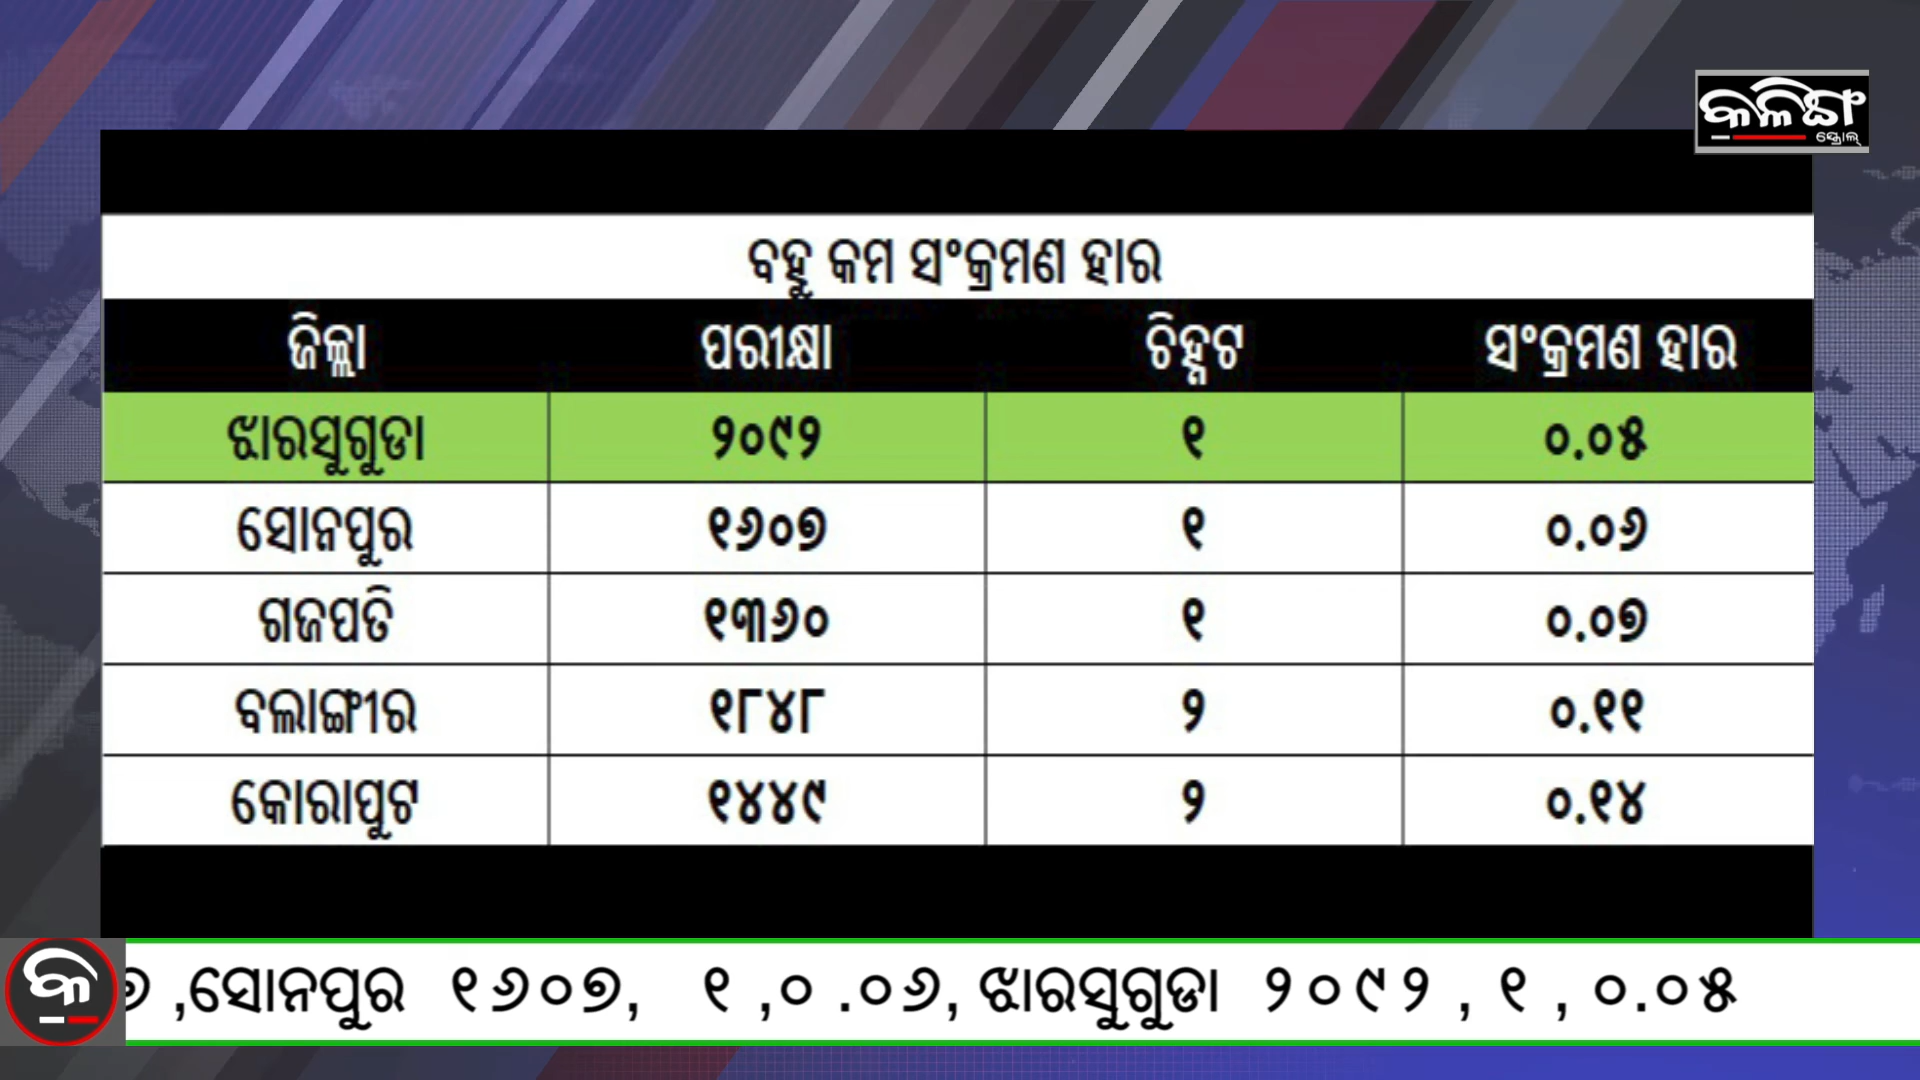 କଳିଙ୍ଗ
ସ୍କ୍ରୋଲ୍
ବହୁ କମ ସଂକ୍ରମଣ ହାର
ଜିଲ୍ଲା ପରୀକ୍ଷା ଚିହ୍ନଟ ସଂକ୍ରମଣ ହାର
ଝାରସୁଗୁଡା ୨୦୯୨ ୧ ୦.୦୫
ସୋନପୁର ୧୬୦୭ ୧ ୦.୦୬
ଗଜପତି ୧୩୬୦ ୧ ୦.୦୭
ବଲାଙ୍ଗୀର ୧୮୪୮ ୨ ୦.୧୧
କୋରାପୁଟ ୧୪୪୯ ୨ ୦.୧୪
କ ୭ ,ସୋନପୁର ୧୬୦୭, ୧ ,୦ .୦୬, ଝାରସୁଗୁଡା ୨୦୯୨ , ୧ , ୦.୦୫